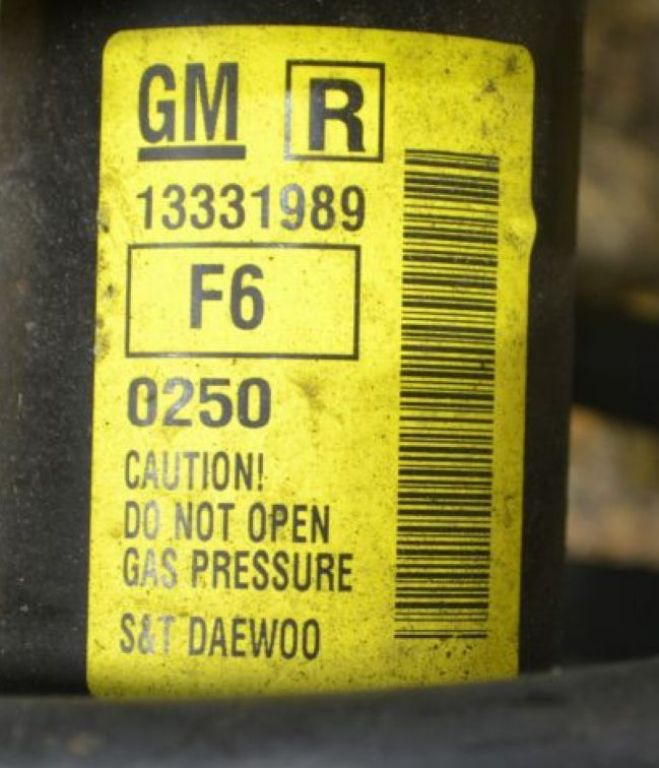 GM R
13331989
F6
0250
CAUTION!
DO NOT OPEN
GAS PRESSURE
S&T DAEWOO